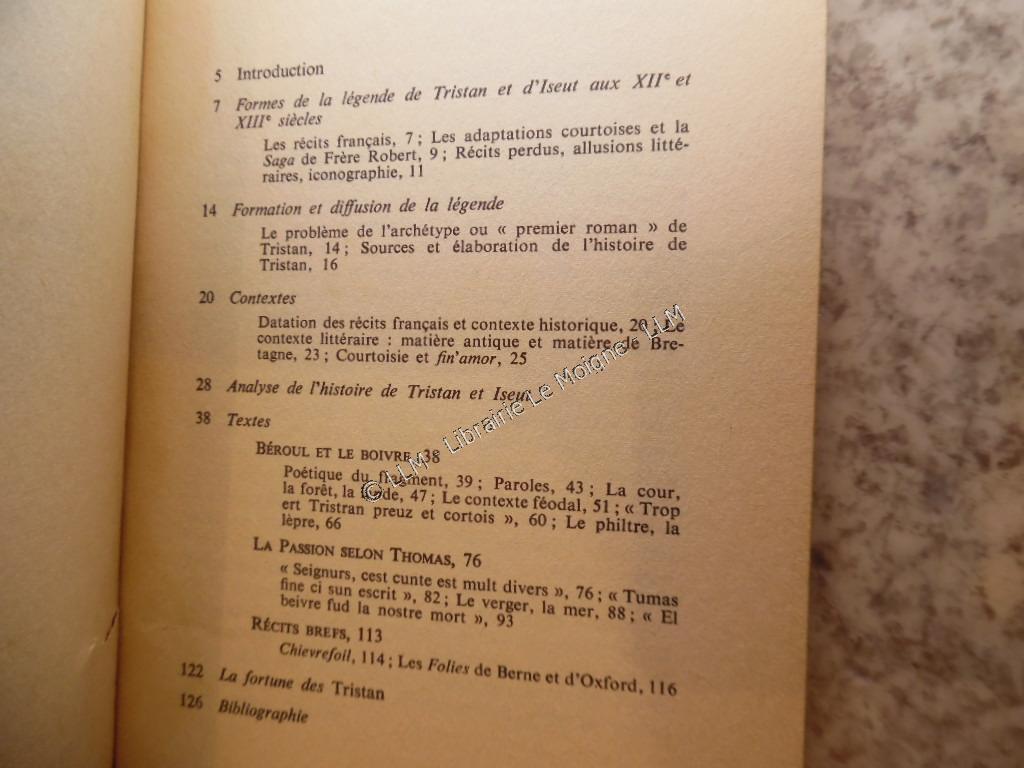 5 Introduction
7 Formes de la légende de Tristan et d'Iseut aux XIIe et
XIIIe siècles
Les récits français, 7 ; Les adaptations courtoises et la
Saga de Frère Robert, 9 ; Récits perdus, allusions litté-
raires, iconographie, 11
14 Formation et diffusion de la légende
Le problème de l'archétype ou « premier roman » de
Tristan, 14 ; Sources et élaboration de l'histoire de
Tristan, 16
20 Contextes
Datation des récits français et contexte historique, 20 ; Le
contexte littéraire : matière antique et matière de Bre-
tagne, 23 ; Courtoisie et fin'amor, 25
28 Analyse de l'histoire de Tristan et Iseut
38 Textes
BÉROUL ET LE BOIVRE, 38
Poétique du fragment, 39 ; Paroles, 43 ; La cour,
la forêt, la lande, 47 ; Le contexte féodal, 51 ; « Trop
ert Tristran preuz et cortois », 60 ; Le philtre, la
lèpre, 66
LA PASSION SELON THOMAS, 76
« Seignurs, cest cunte est mult divers », 76 ; « Tumas
fine ci sun escrit », 82 ; Le verger, la mer, 88 ; « El
beivre fud la nostre mort », 93
RÉCITS BREFS, 113
Chievrefoil, 114 ; Les Folies de Berne et d'Oxford, 116
122 La fortune des Tristan
126 Bibliographie
© LLM - Librairie Le Moigne - LLM